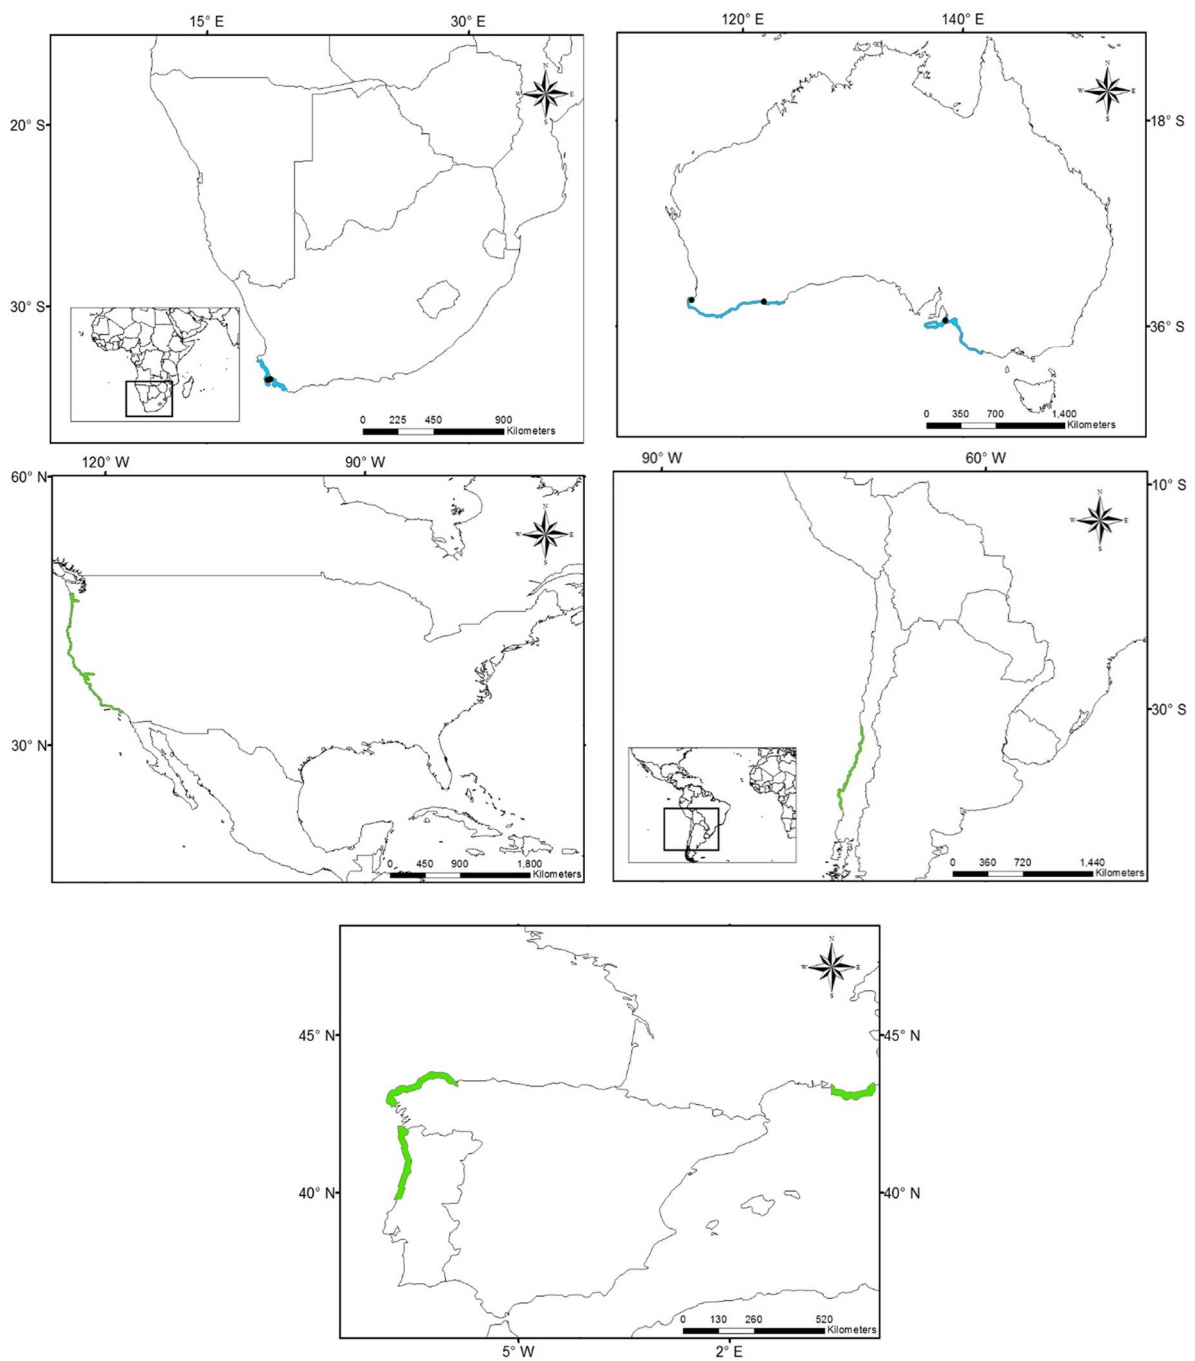 15° E 30° E
N
W E
S
20° S
30° S
0 225 450 900
Kilometers
120° E 140° E
N
W E
S
18° S
36° S
0 350 700 1,400
Kilometers
120° W 90° W
60° N
N
W E
S
30° N
0 450 900 1,800
Kilometers
90° W 60° W
10° S
N
W E
S
30° S
0 360 720 1,440
Kilometers
N
W E
S
45° N 45° N
40° N 40° N
0 130 260 520
Kilometers
5° W 2° E